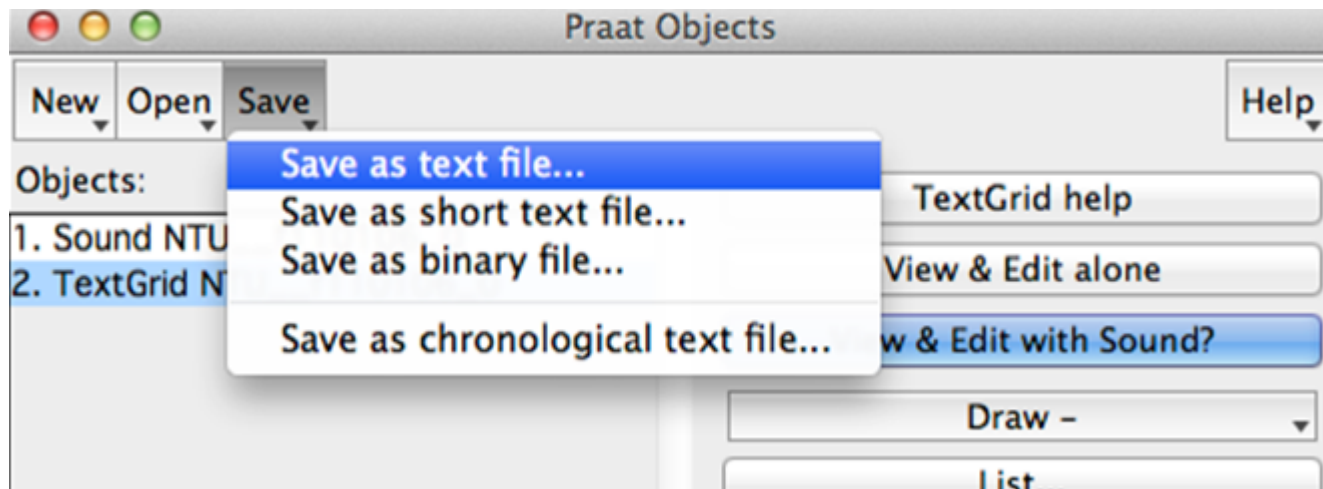 Praat Objects
New Open Save Help
Objects:
Save as text file...
Save as short text file...
Save as binary file...
Save as chronological text file...
1. Sound NTU
2. TextGrid N
TextGrid help
View & Edit alone
View & Edit with Sound?
Draw –
List...